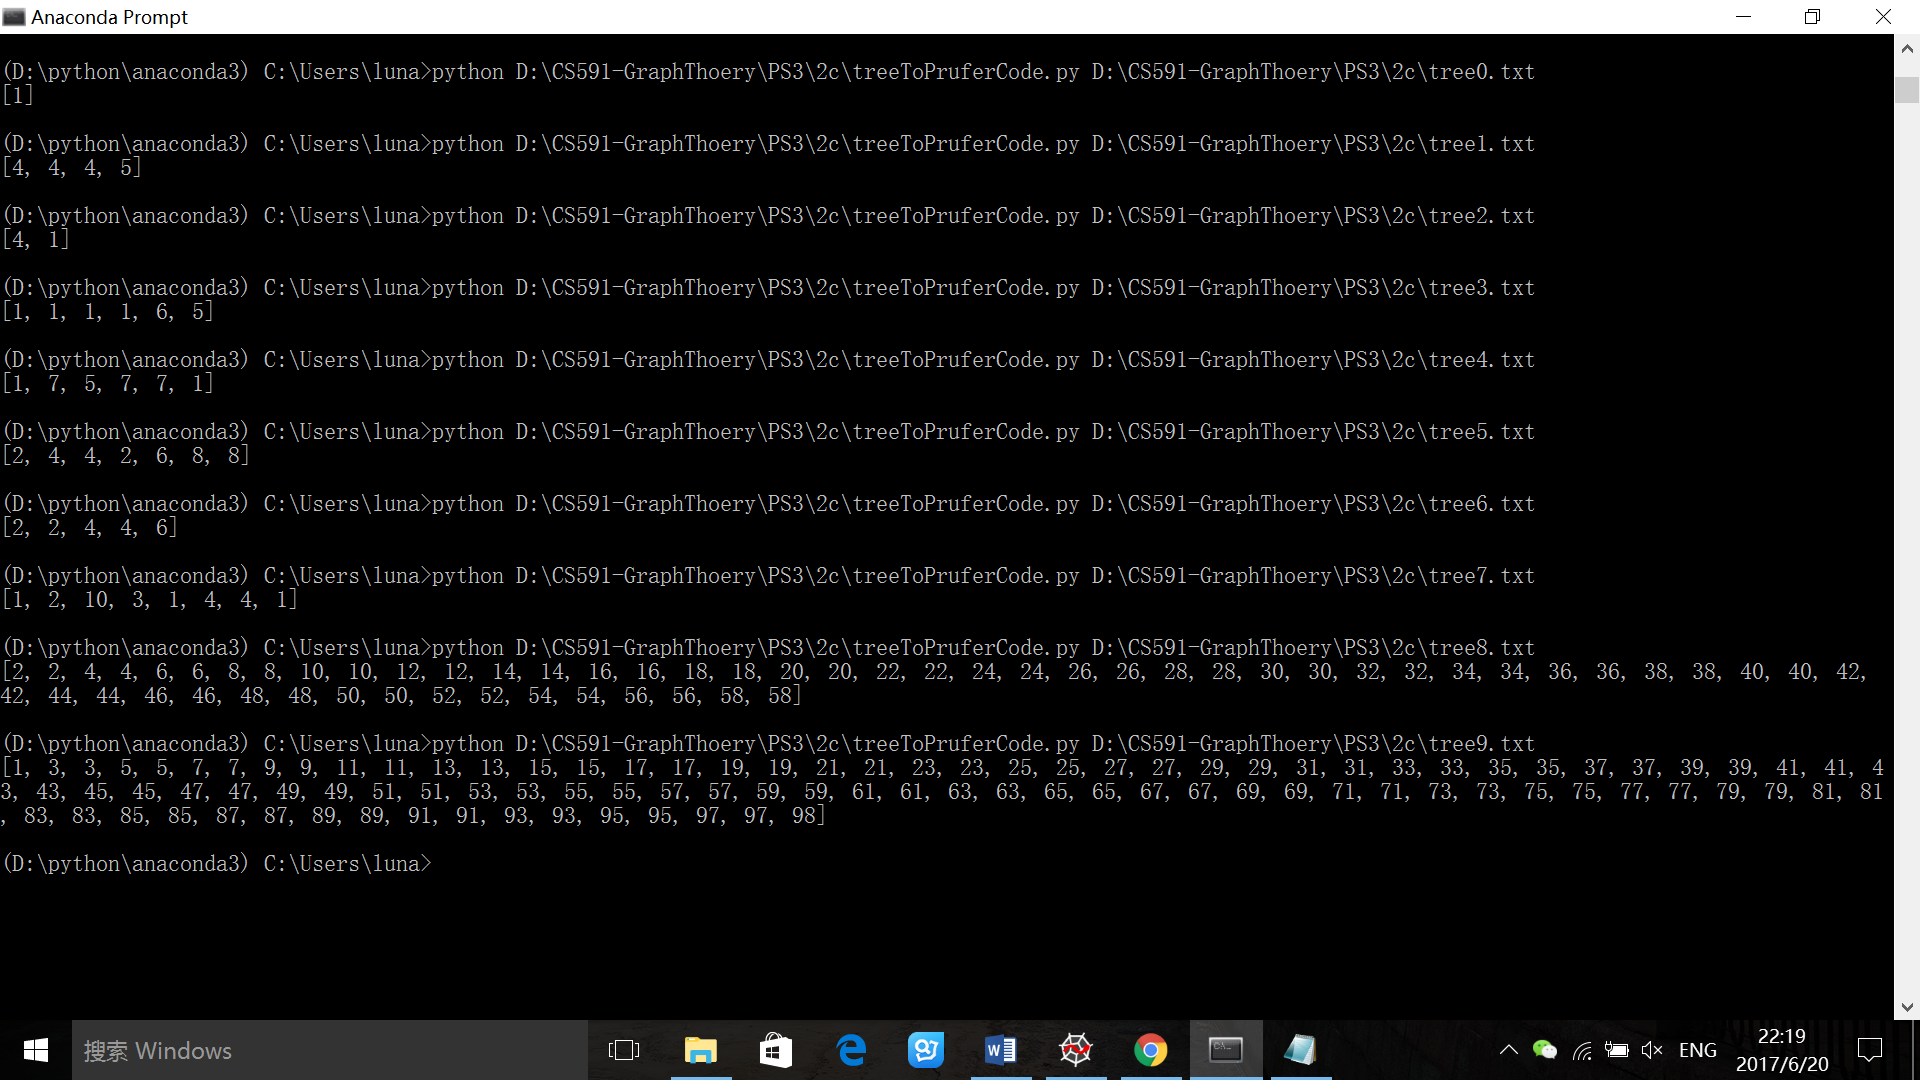 Anaconda Prompt
(D:\python\anaconda3) C:\Users\luna>python D:\CS591-GraphThoery\PS3\2c\treeToPruferCode.py D:\CS591-GraphThoery\PS3\2c\tree0.txt
[1]
(D:\python\anaconda3) C:\Users\luna>python D:\CS591-GraphThoery\PS3\2c\treeToPruferCode.py D:\CS591-GraphThoery\PS3\2c\tree1.txt
[4, 4, 4, 5]
(D:\python\anaconda3) C:\Users\luna>python D:\CS591-GraphThoery\PS3\2c\treeToPruferCode.py D:\CS591-GraphThoery\PS3\2c\tree2.txt
[4, 1]
(D:\python\anaconda3) C:\Users\luna>python D:\CS591-GraphThoery\PS3\2c\treeToPruferCode.py D:\CS591-GraphThoery\PS3\2c\tree3.txt
[1, 1, 1, 1, 6, 5]
(D:\python\anaconda3) C:\Users\luna>python D:\CS591-GraphThoery\PS3\2c\treeToPruferCode.py D:\CS591-GraphThoery\PS3\2c\tree4.txt
[1, 7, 5, 7, 7, 1]
(D:\python\anaconda3) C:\Users\luna>python D:\CS591-GraphThoery\PS3\2c\treeToPruferCode.py D:\CS591-GraphThoery\PS3\2c\tree5.txt
[2, 4, 4, 2, 6, 8, 8]
(D:\python\anaconda3) C:\Users\luna>python D:\CS591-GraphThoery\PS3\2c\treeToPruferCode.py D:\CS591-GraphThoery\PS3\2c\tree6.txt
[2, 2, 4, 4, 6]
(D:\python\anaconda3) C:\Users\luna>python D:\CS591-GraphThoery\PS3\2c\treeToPruferCode.py D:\CS591-GraphThoery\PS3\2c\tree7.txt
[1, 2, 10, 3, 1, 4, 4, 1]
(D:\python\anaconda3) C:\Users\luna>python D:\CS591-GraphThoery\PS3\2c\treeToPruferCode.py D:\CS591-GraphThoery\PS3\2c\tree8.txt
[2, 2, 4, 4, 6, 6, 8, 8, 10, 10, 12, 12, 14, 14, 16, 16, 18, 18, 20, 20, 22, 22, 24, 24, 26, 26, 28, 28, 30, 30, 32, 32, 34, 34, 36, 36, 38, 38, 40, 40, 42,
42, 44, 44, 46, 46, 48, 48, 50, 50, 52, 52, 54, 54, 56, 56, 58, 58]
(D:\python\anaconda3) C:\Users\luna>python D:\CS591-GraphThoery\PS3\2c\treeToPruferCode.py D:\CS591-GraphThoery\PS3\2c\tree9.txt
[1, 3, 3, 5, 5, 7, 7, 9, 9, 11, 11, 13, 13, 15, 15, 17, 17, 19, 19, 21, 21, 23, 23, 25, 25, 27, 27, 29, 29, 31, 31, 33, 33, 35, 35, 37, 37, 39, 39, 41, 41, 4
3, 43, 45, 45, 47, 47, 49, 49, 51, 51, 53, 53, 55, 55, 57, 57, 59, 59, 61, 61, 63, 63, 65, 65, 67, 67, 69, 69, 71, 71, 73, 73, 75, 75, 77, 77, 79, 79, 81, 81
, 83, 83, 85, 85, 87, 87, 89, 89, 91, 91, 93, 93, 95, 95, 97, 97, 98]
(D:\python\anaconda3) C:\Users\luna>
搜索 Windows
ENG
22:19
2017/6/20